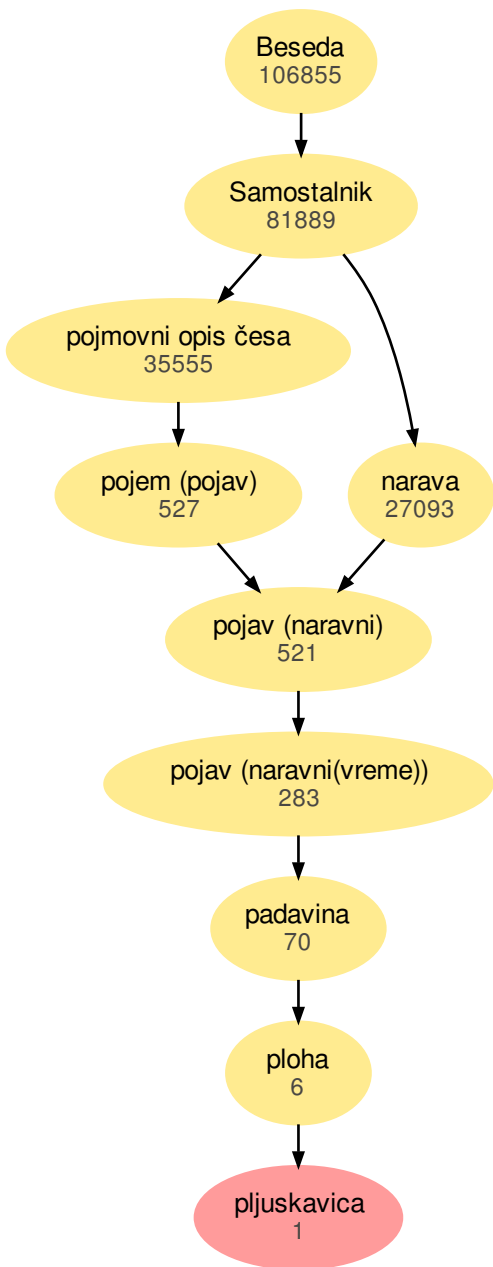 Beseda
106855
Samostalnik
81889
pojmovni opis česa
35555
pojem (pojav)
527
narava
27093
pojav (naravni)
521
pojav (naravni(vreme))
283
padavina
70
ploha
6
pljuskavica
1